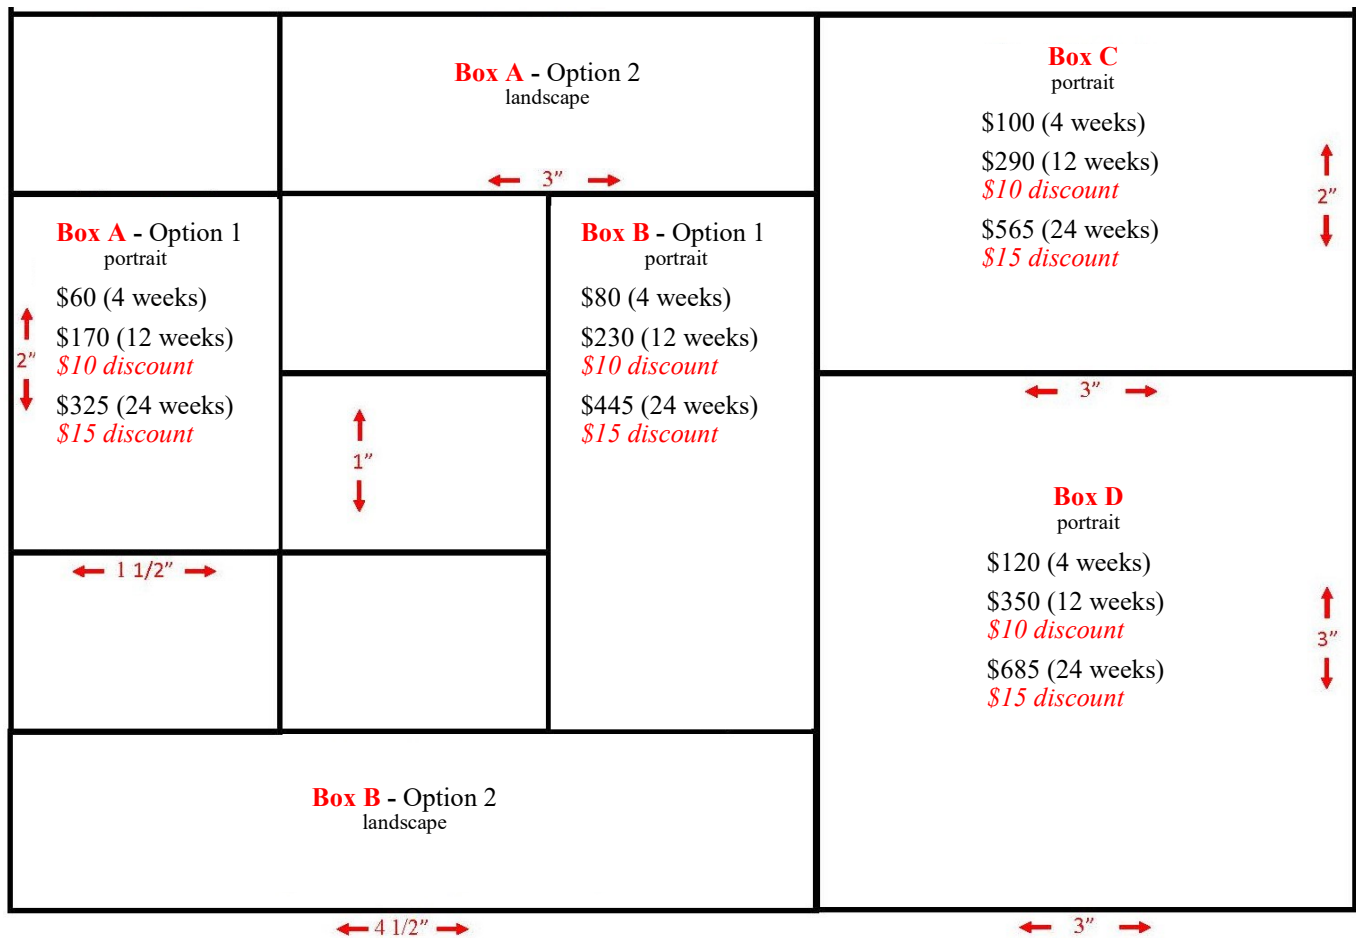 Box A - Option 2
landscape
3”
Box C
portrait
$100 (4 weeks)
$290 (12 weeks)
$10 discount
$565 (24 weeks)
$15 discount
2”
3”
Box A - Option 1
portrait
$60 (4 weeks)
$170 (12 weeks)
$10 discount
$325 (24 weeks)
$15 discount
2”
1 1/2”
1”
Box B - Option 1
portrait
$80 (4 weeks)
$230 (12 weeks)
$10 discount
$445 (24 weeks)
$15 discount
Box D
portrait
$120 (4 weeks)
$350 (12 weeks)
$10 discount
$685 (24 weeks)
$15 discount
3”
Box B - Option 2
landscape
4 1/2”
3”